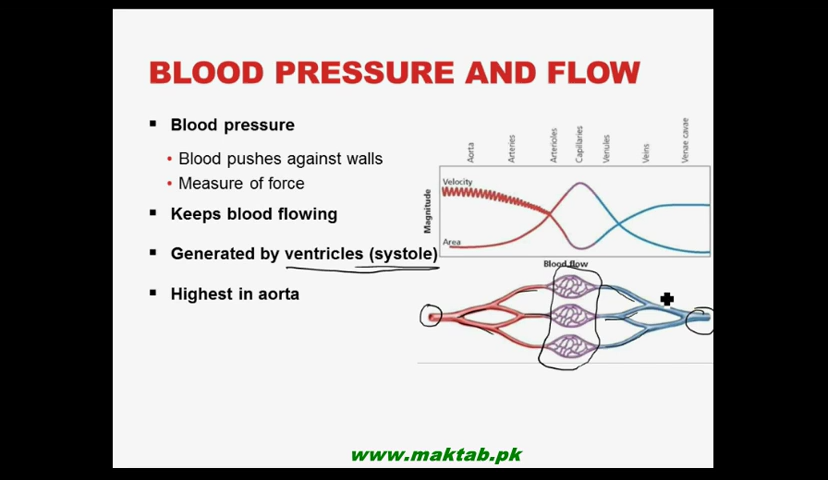 BLOOD PRESSURE AND FLOW
▪ Blood pressure
• Blood pushes against walls
• Measure of force
▪ Keeps blood flowing
▪ Generated by ventricles (systole)
▪ Highest in aorta
Aorta
Arteries
Arterioles
Capillaries
Venules
Veins
Venae cavae
Magnitude
Velocity
Area
Blood flow
www.maktab.pk